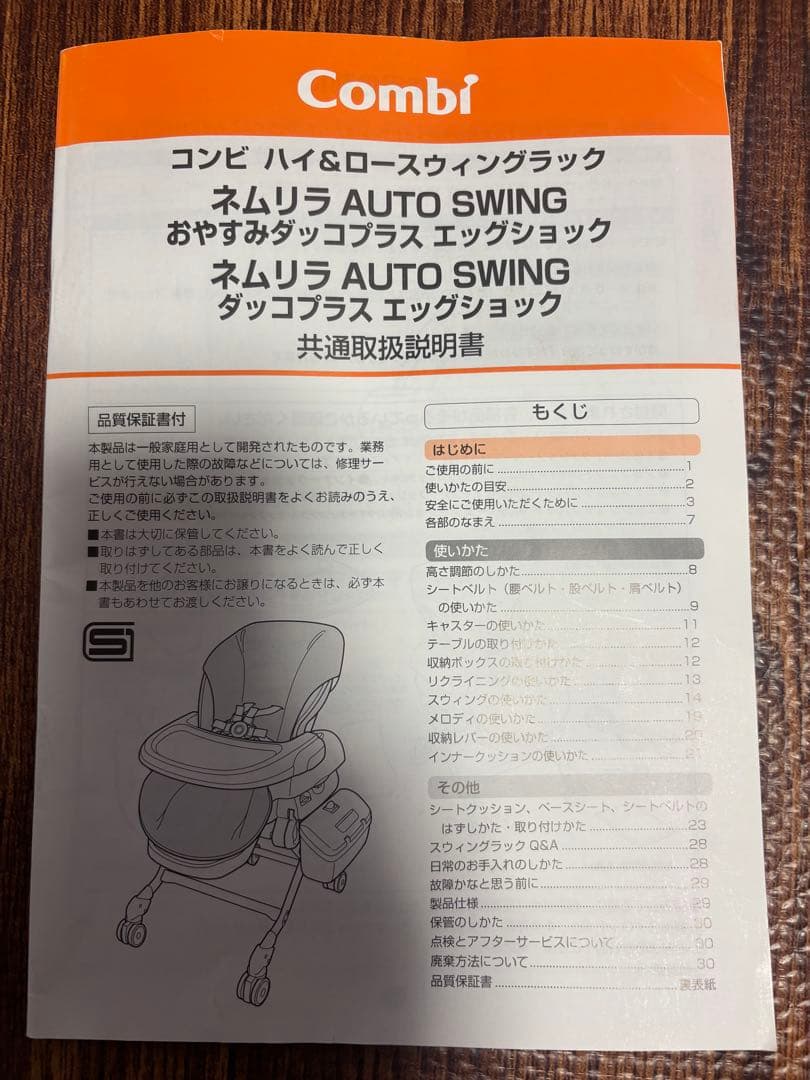 Combi
コンビ ハイ&ロースウィングラック
ネムリラ AUTO SWING
おやすみダッコプラス エッグショック
ネムリラ AUTO SWING
ダッコプラス エッグショック
共通取扱説明書
品質保証書付
本製品は一般家庭用として開発されたものです。業務
用として使用した際の故障などについては、修理サー
ビスが行えない場合があります。
ご使用の前に必ずこの取扱説明書をよくお読みのうえ、
正しくご使用ください。
■本書は大切に保管してください。
■取りはずしてある部品は、本書をよく読んで正しく
取り付けてください。
■本製品を他のお客様にお譲りになるときは、必ず本
書もあわせてお渡しください。
もくじ
はじめに
ご使用の前に 1
使いかたの目安 2
安全にご使用いただくために 3
各部のなまえ 7
使いかた
高さ調節のしかた 8
シートベルト（腰ベルト・股ベルト・肩ベルト）
の使いかた 9
キャスターの使いかた 11
テーブルの取り付けかた 12
収納ボックスの取り付けかた 12
リクライニングの使いかた 13
スウィングの使いかた 14
メロディの使いかた 19
収納レバーの使いかた 20
インナークッションの使いかた 21
その他
シートクッション、ベースシート、シートベルトの
はずしかた・取り付けかた 23
スウィングラック Q&A 28
日常のお手入れのしかた 28
故障かなと思う前に 29
製品仕様 29
保管のしかた 30
点検とアフターサービスについて 30
廃棄方法について 30
品質保証書 裏表紙